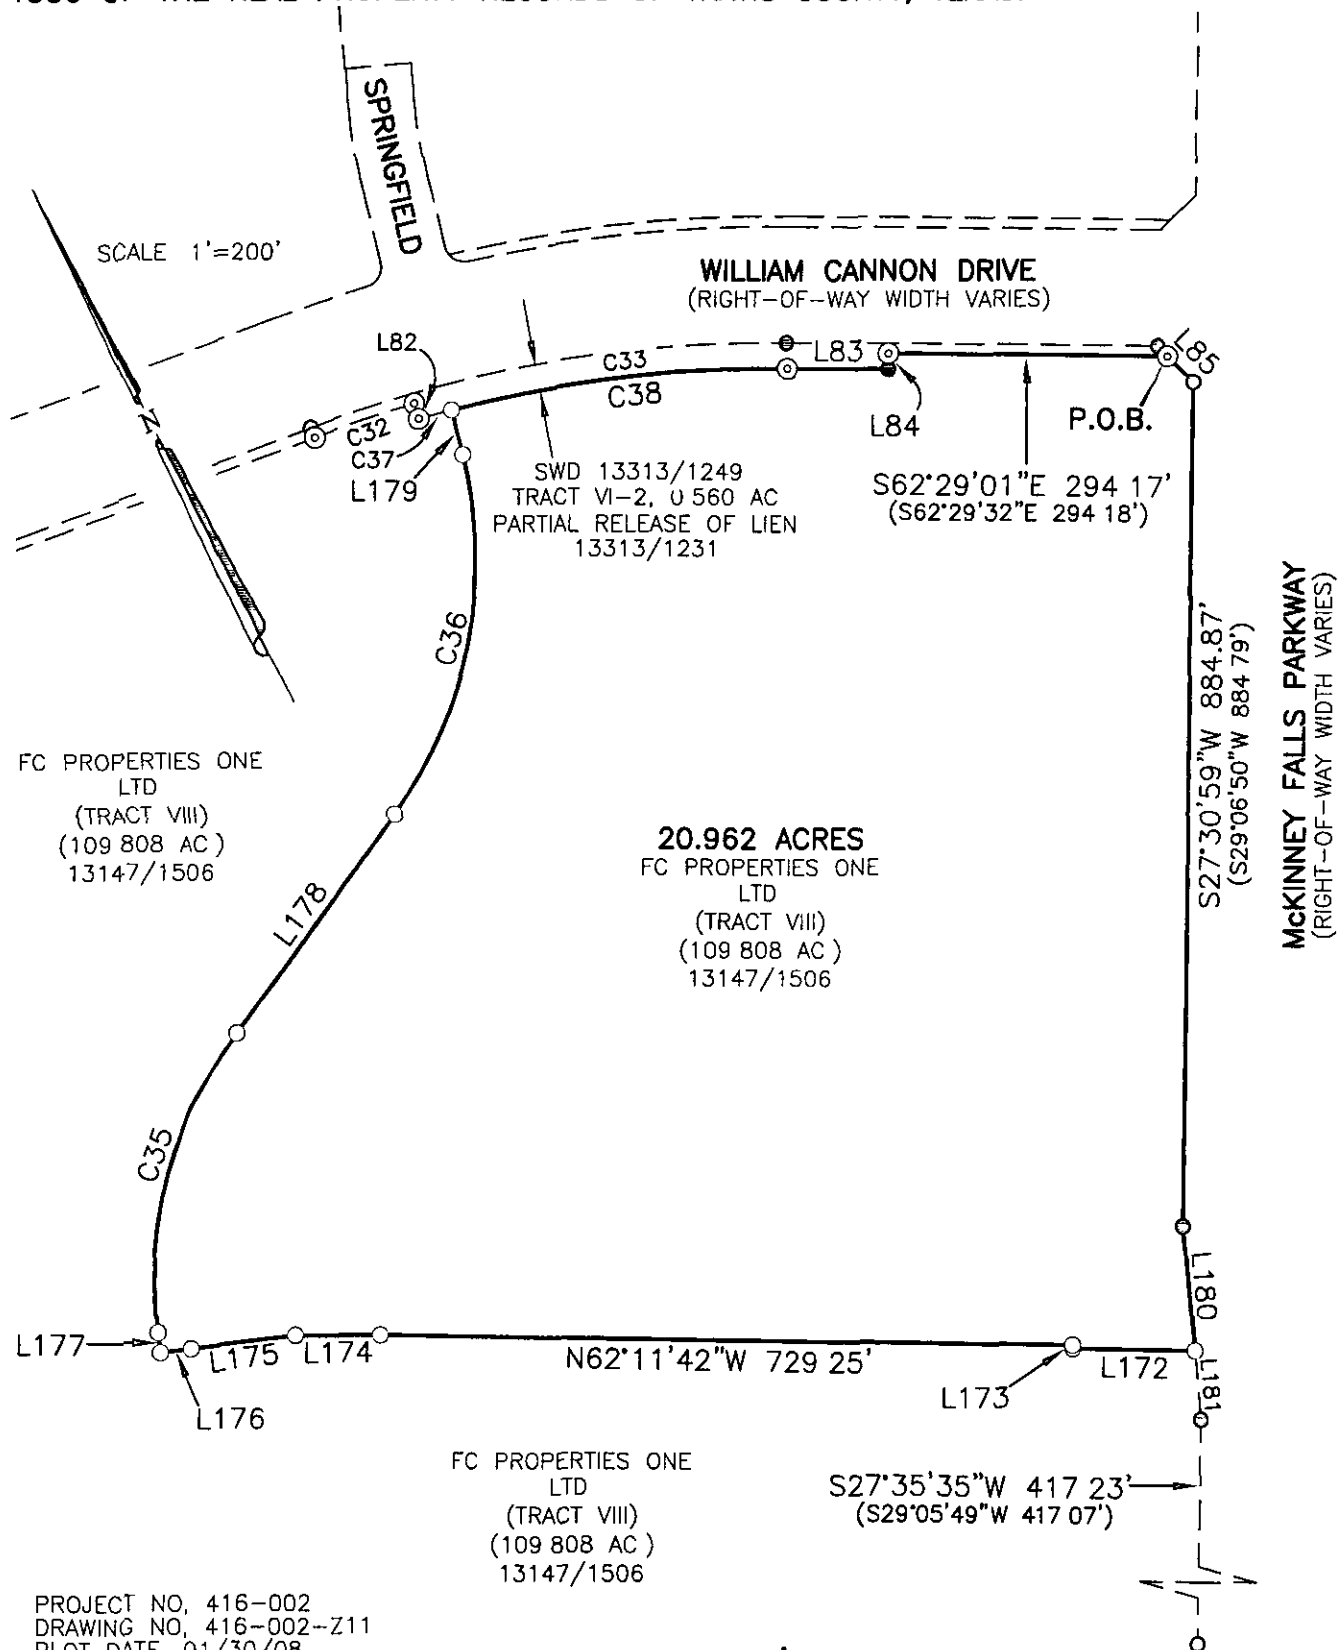 SPRINGFIELD
SCALE 1'=200'
WILLIAM CANNON DRIVE
(RIGHT-OF-WAY WIDTH VARIES)
L82
C33
L83
L85
C38
C32
L84
P.O.B.
C37
L179
SWD 13313/1249
TRACT VI-2, 0 560 AC
PARTIAL RELEASE OF LIEN
13313/1231
S62°29'01"E 294 17'
(S62°29'32"E 294 18')
N
C36
S27°30'59"W 884.87'
(S29°06'50"W 884 79')
McKINNEY FALLS PARKWAY
(RIGHT-OF-WAY WIDTH VARIES)
FC PROPERTIES ONE
LTD
(TRACT VIII)
(109 808 AC)
13147/1506
20.962 ACRES
FC PROPERTIES ONE
LTD
(TRACT VIII)
(109 808 AC)
13147/1506
L178
C35
L180
L177
L175
L174
N62°11'42"W 729 25'
L172
L173
L181
L176
FC PROPERTIES ONE
LTD
(TRACT VIII)
(109 808 AC)
13147/1506
S27°35'35"W 417 23'
(S29°05'49"W 417 07')
PROJECT NO, 416-002
DRAWING NO, 416-002-Z11
PLOT DATE 01/30/08